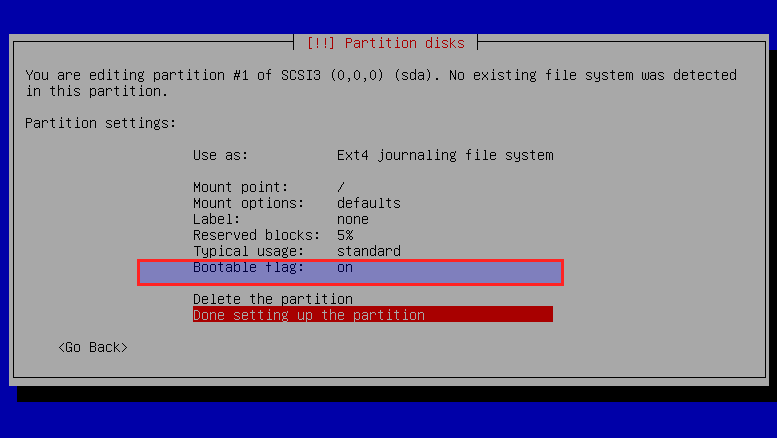 [!!] Partition disks
You are editing partition #1 of SCSI3 (0,0,0) (sda). No existing file system was detected
in this partition.
Partition settings:
Use as: Ext4 journaling file system
Mount point: /
Mount options: defaults
Label: none
Reserved blocks: 5%
Typical usage: standard
Bootable flag: on
Delete the partition
Done setting up the partition
<Go Back>